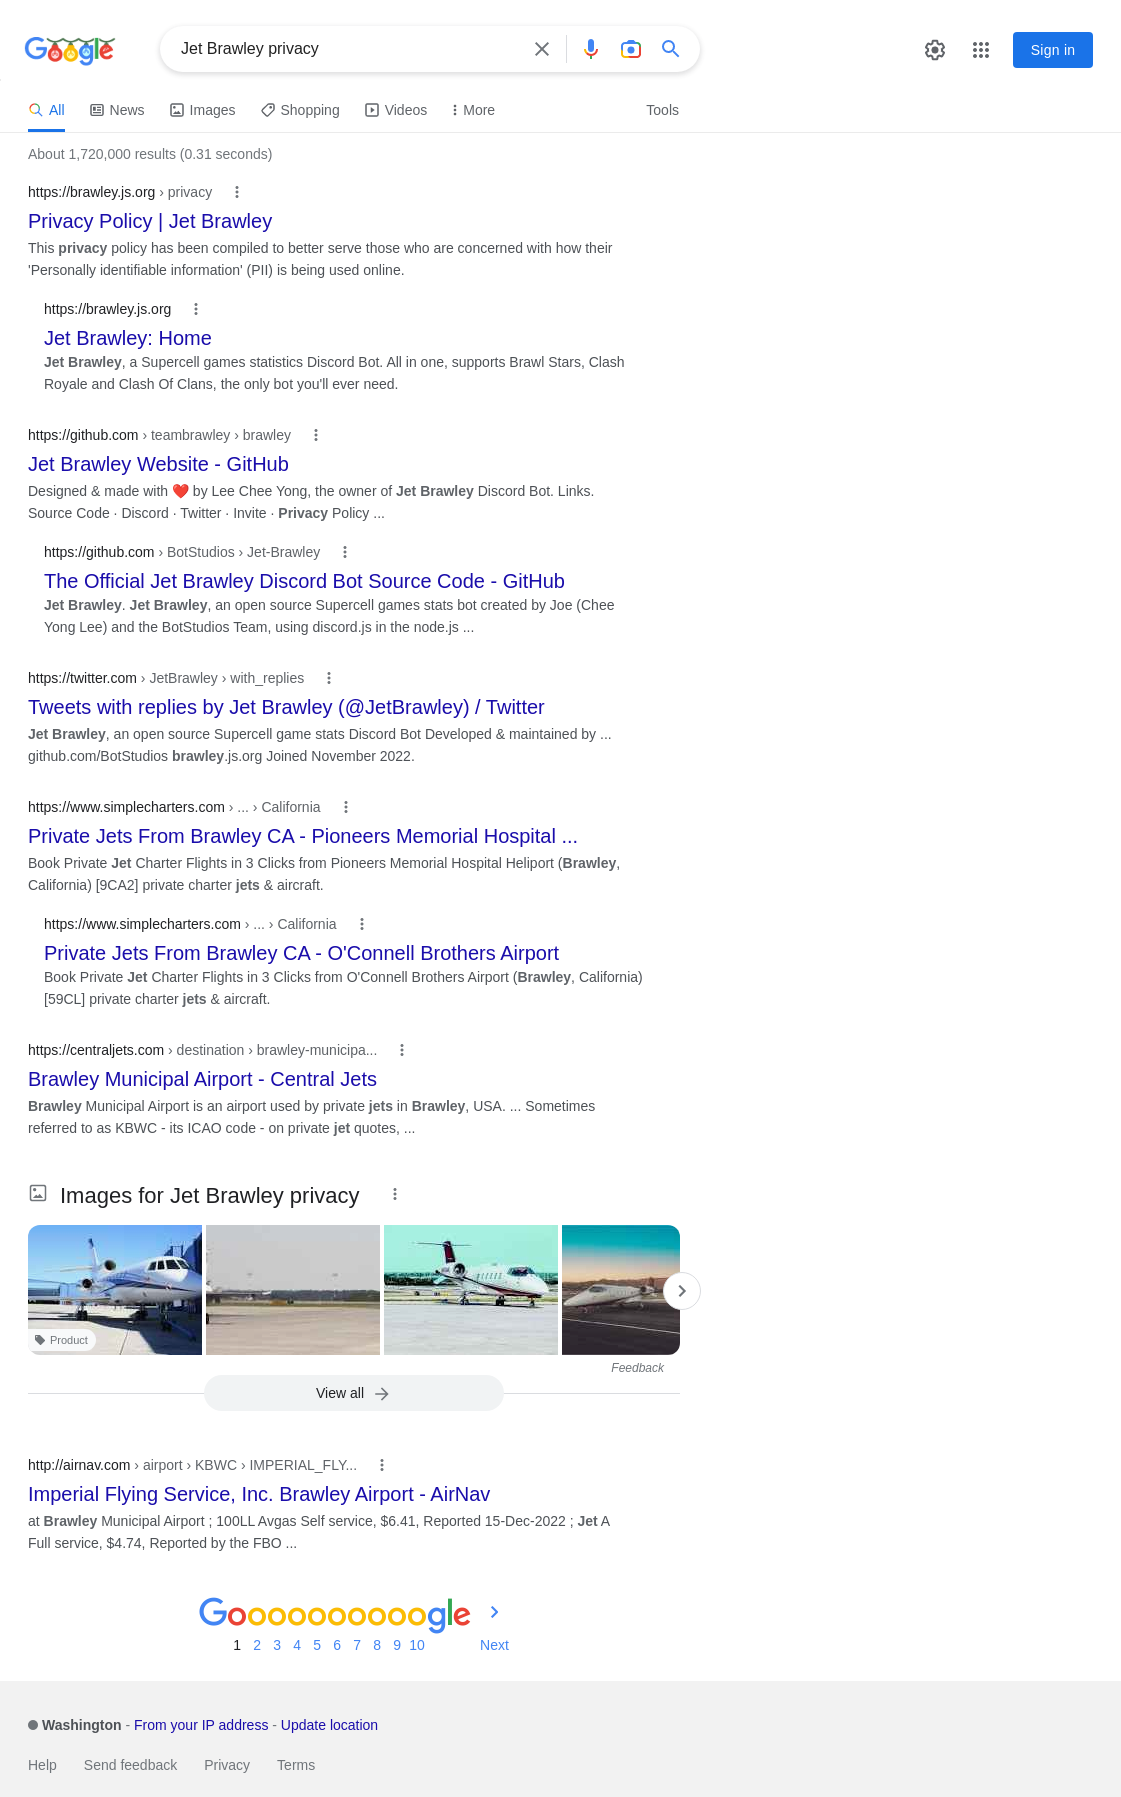 Google
Jet Brawley privacy
Sign in
All News Images Shopping Videos More Tools
About 1,720,000 results (0.31 seconds)
https://brawley.js.org › privacy
Privacy Policy | Jet Brawley
This privacy policy has been compiled to better serve those who are concerned with how their
'Personally identifiable information' (PII) is being used online.
https://brawley.js.org
Jet Brawley: Home
Jet Brawley, a Supercell games statistics Discord Bot. All in one, supports Brawl Stars, Clash
Royale and Clash Of Clans, the only bot you'll ever need.
https://github.com › teambrawley › brawley
Jet Brawley Website - GitHub
Designed & made with ❤️ by Lee Chee Yong, the owner of Jet Brawley Discord Bot. Links.
Source Code · Discord · Twitter · Invite · Privacy Policy ...
https://github.com › BotStudios › Jet-Brawley
The Official Jet Brawley Discord Bot Source Code - GitHub
Jet Brawley. Jet Brawley, an open source Supercell games stats bot created by Joe (Chee
Yong Lee) and the BotStudios Team, using discord.js in the node.js ...
https://twitter.com › JetBrawley › with_replies
Tweets with replies by Jet Brawley (@JetBrawley) / Twitter
Jet Brawley, an open source Supercell game stats Discord Bot Developed & maintained by ...
github.com/BotStudios brawley.js.org Joined November 2022.
https://www.simplecharters.com › ... › California
Private Jets From Brawley CA - Pioneers Memorial Hospital ...
Book Private Jet Charter Flights in 3 Clicks from Pioneers Memorial Hospital Heliport (Brawley,
California) [9CA2] private charter jets & aircraft.
https://www.simplecharters.com › ... › California
Private Jets From Brawley CA - O'Connell Brothers Airport
Book Private Jet Charter Flights in 3 Clicks from O'Connell Brothers Airport (Brawley, California)
[59CL] private charter jets & aircraft.
https://centraljets.com › destination › brawley-municipa...
Brawley Municipal Airport - Central Jets
Brawley Municipal Airport is an airport used by private jets in Brawley, USA. ... Sometimes
referred to as KBWC - its ICAO code - on private jet quotes, ...
Images for Jet Brawley privacy
Product
Feedback
View all
http://airnav.com › airport › KBWC › IMPERIAL_FLY...
Imperial Flying Service, Inc. Brawley Airport - AirNav
at Brawley Municipal Airport ; 100LL Avgas Self service, $6.41, Reported 15-Dec-2022 ; Jet A
Full service, $4.74, Reported by the FBO ...
Goooooooooogle
1 2 3 4 5 6 7 8 9 10 Next
Washington - From your IP address - Update location
Help Send feedback Privacy Terms